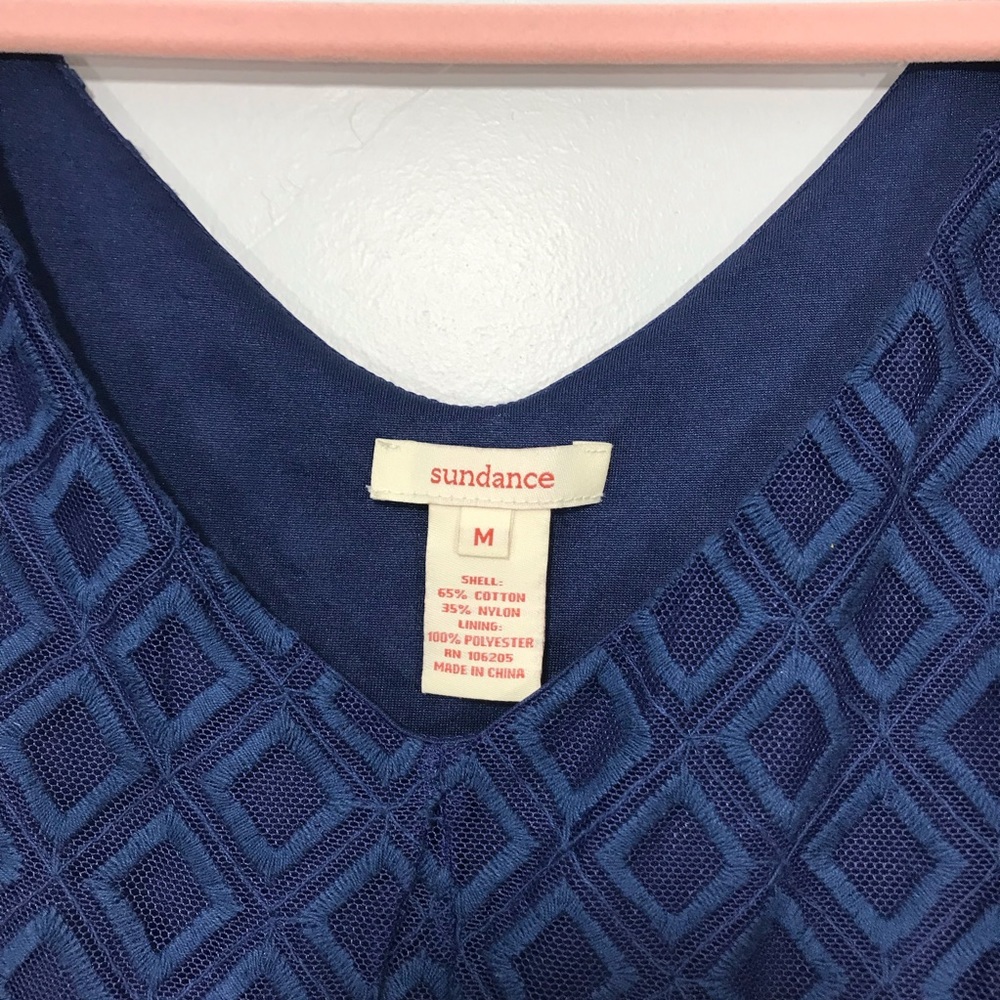 sundance
M
SHELL:
65% COTTON
35% NYLON
LINING:
100% POLYESTER
RN 106205
MADE IN CHINA